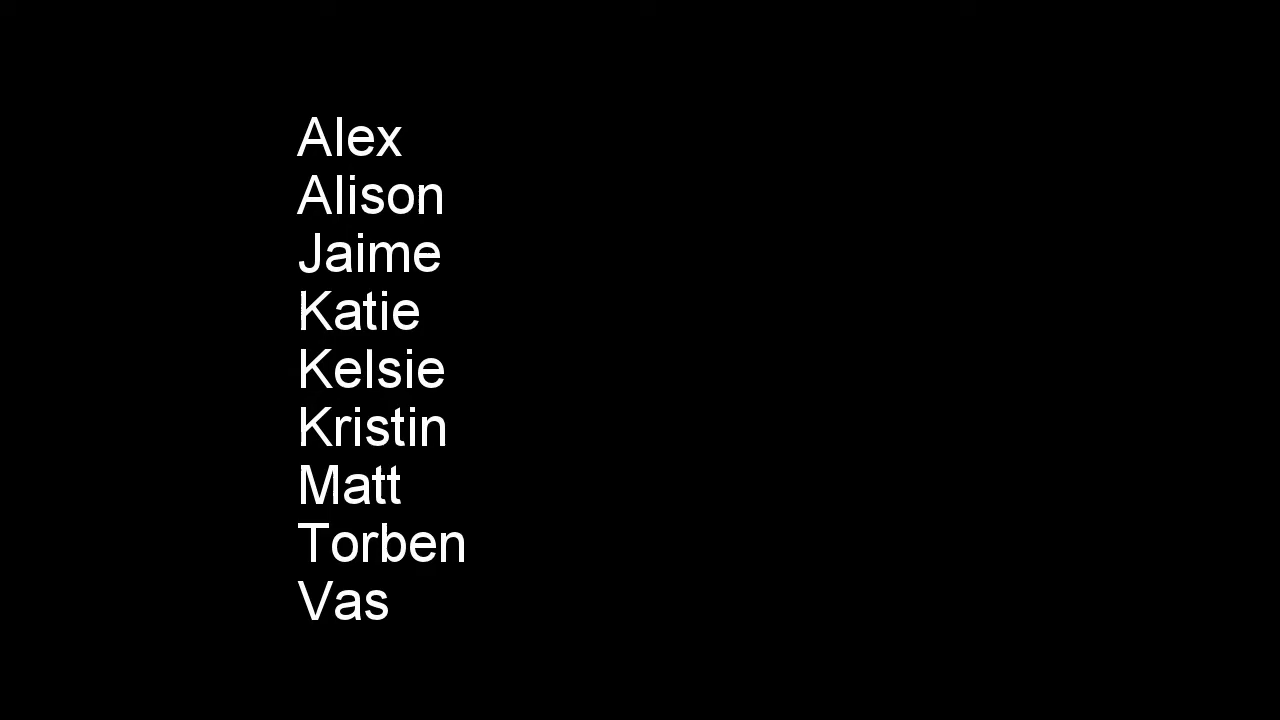 Alex
Alison
Jaime
Katie
Kelsie
Kristin
Matt
Torben
Vas